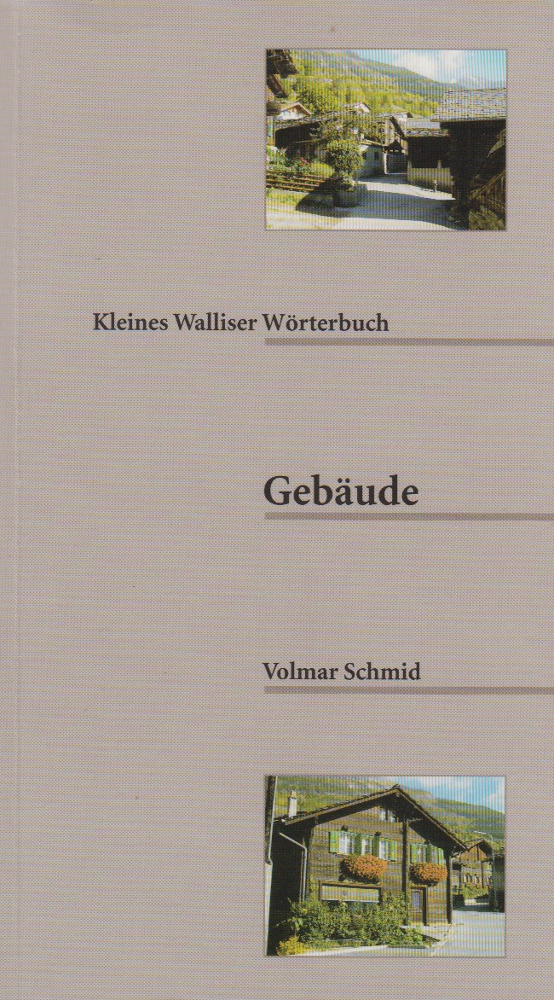 Kleines Walliser Wörterbuch
Gebäude
Volmar Schmid